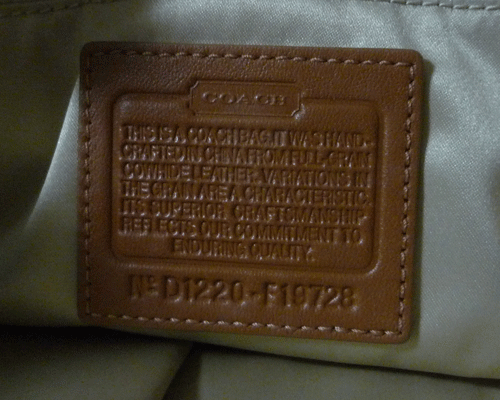 COACH
THIS IS A COACH BAG. IT WAS HAND-
CRAFTED IN CHINA FROM FULL-GRAIN
COWHIDE LEATHER. VARIATIONS IN
THE GRAIN ARE A CHARACTERISTIC.
ITS SUPERIOR CRAFTSMANSHIP
REFLECTS OUR COMMITMENT TO
ENDURING QUALITY.
Nº D1220-F19728